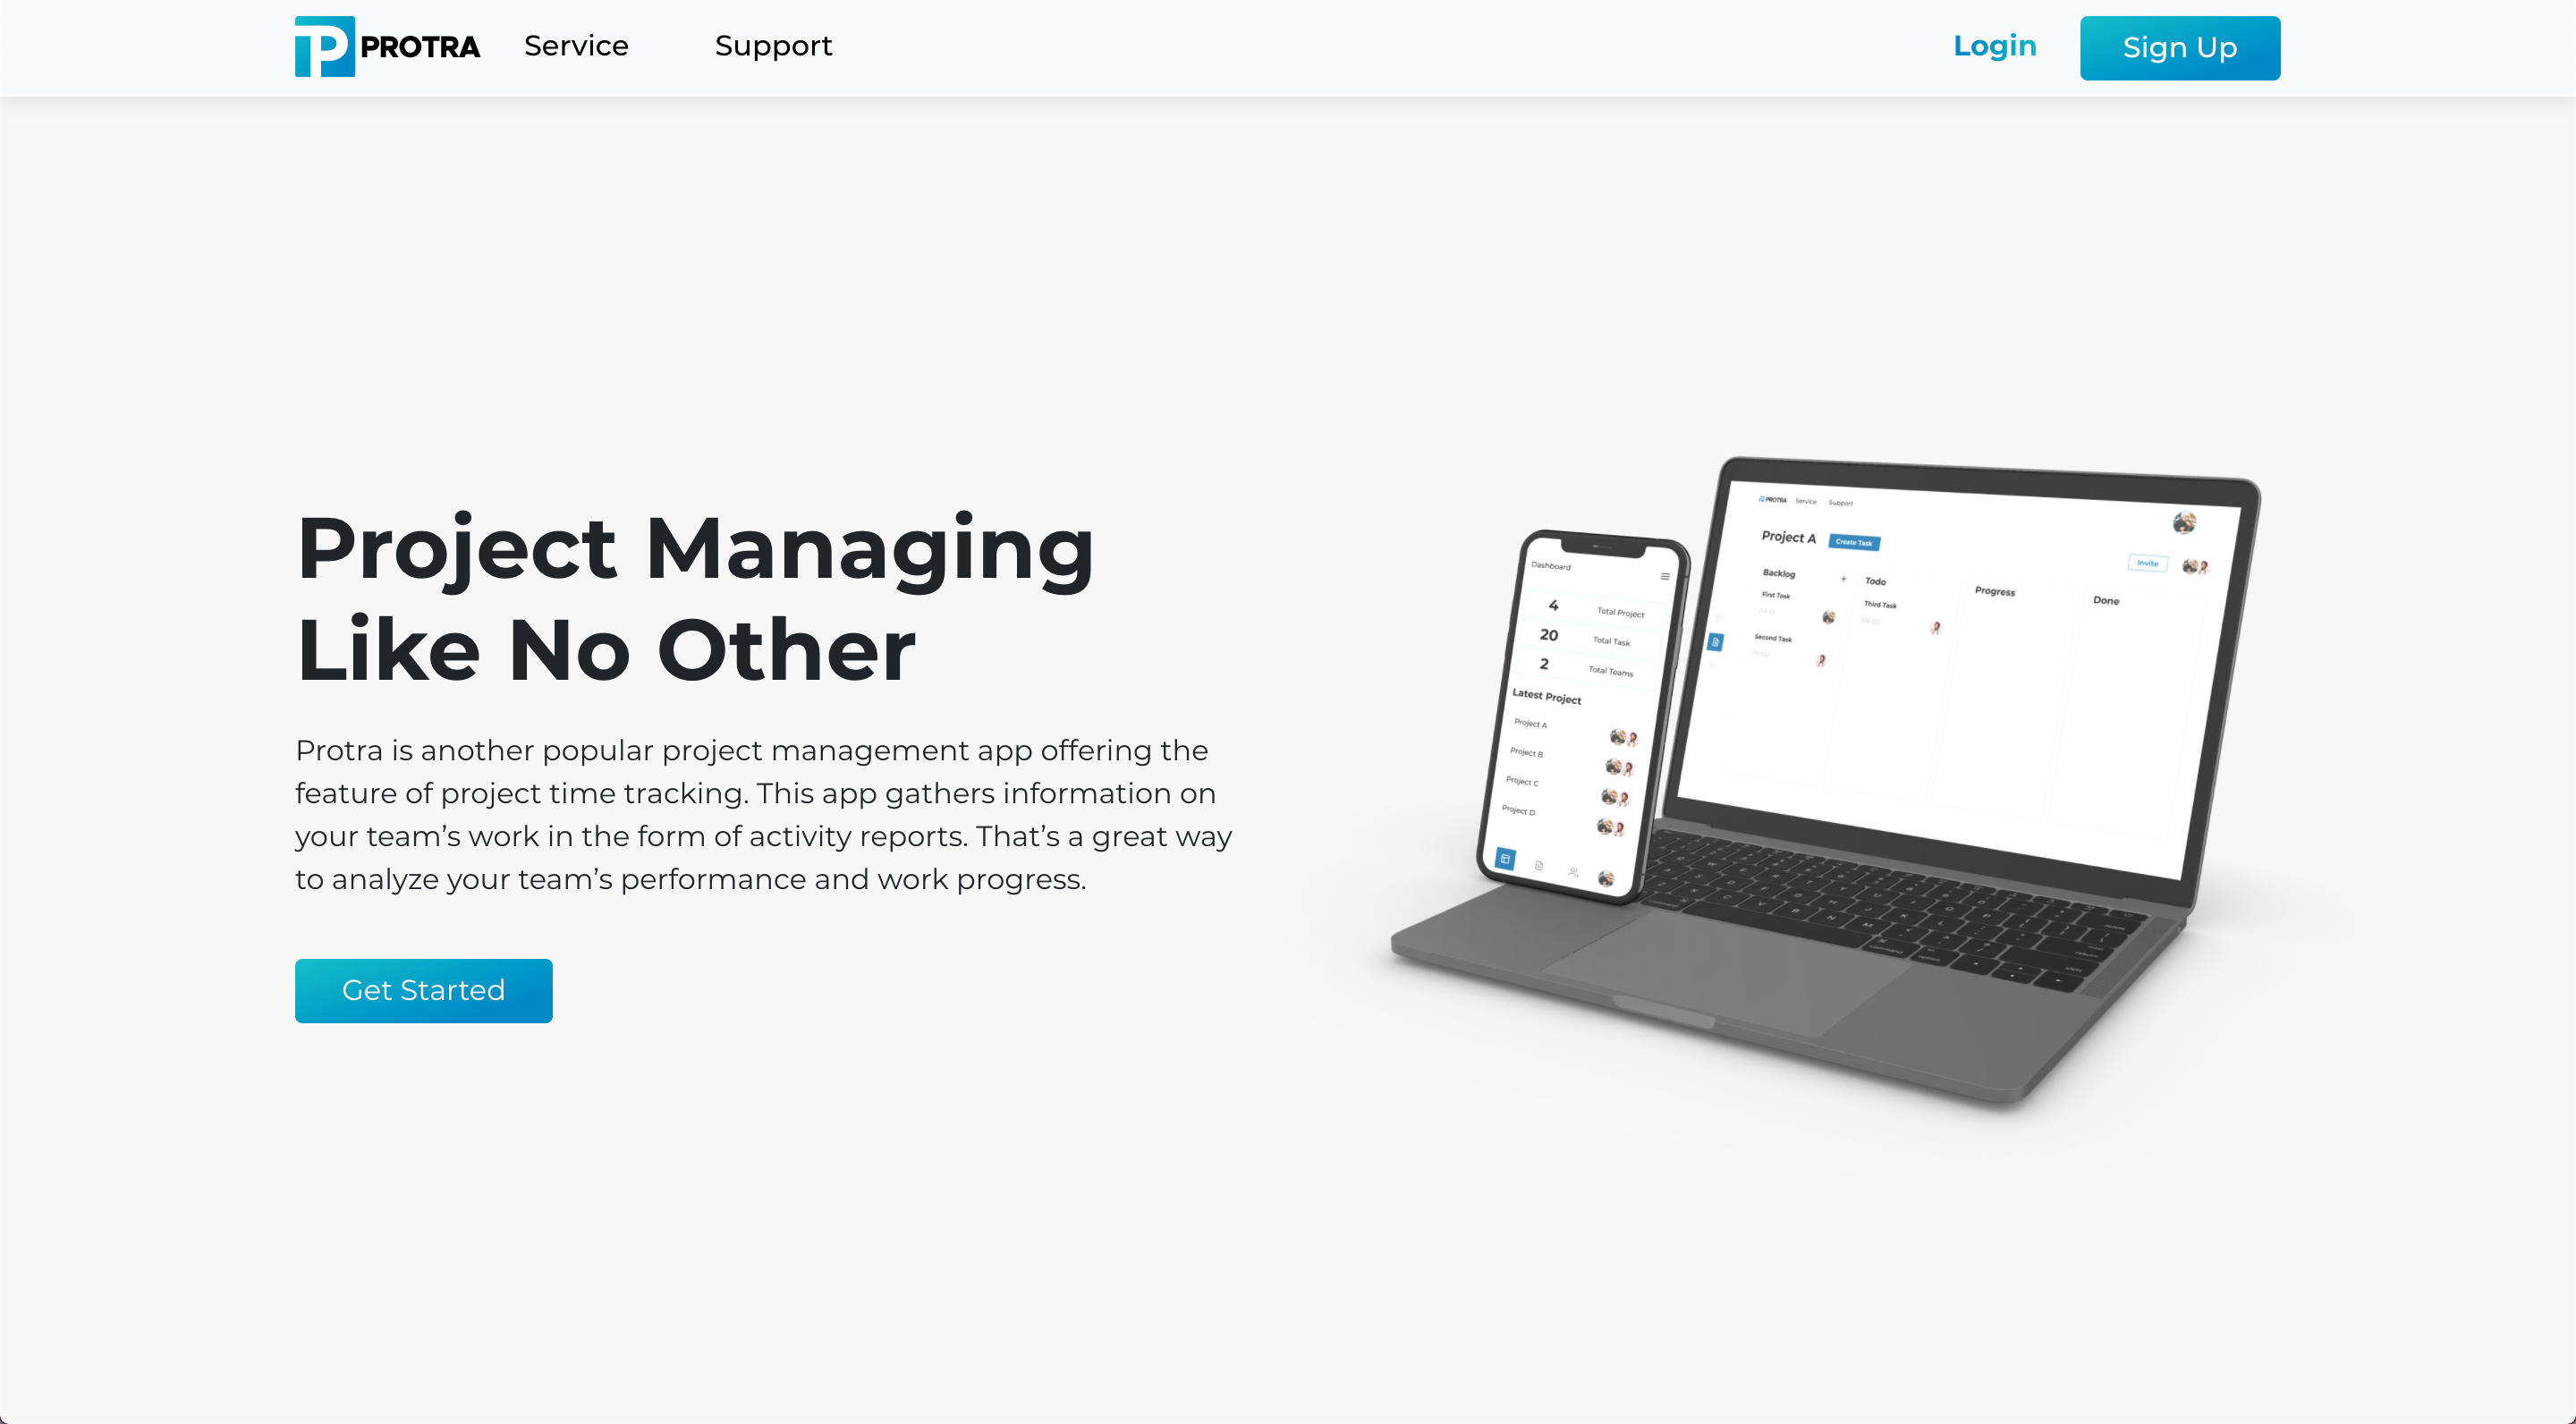 PROTRA
Service
Support
Login
Sign Up
Project Managing
Like No Other
Protra is another popular project management app offering the
feature of project time tracking. This app gathers information on
your team’s work in the form of activity reports. That’s a great way
to analyze your team’s performance and work progress.
Get Started
Dashboard
4 Total Project
20 Total Task
2 Total Teams
Latest Project
Project A
Project B
Project C
Project D
PROTRA Service Support
Project A Create Task
Invite
Backlog +
First Task
Second Task
Todo
Third Task
Progress
Done